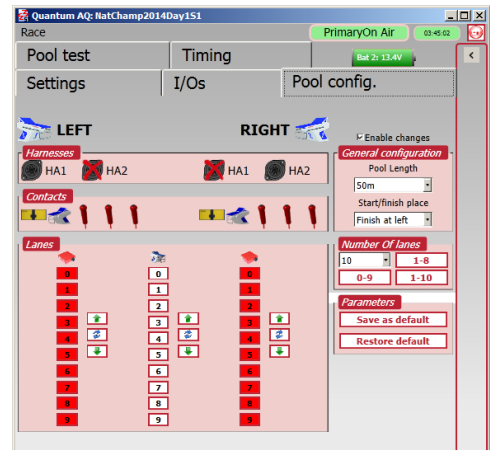 Quantum AQ: NatChamp2014Day1S1
Race
PrimaryOn Air
03:45:02
Pool test
Timing
Bat 2: 13.4V
<
Settings
I/Os
Pool config.
LEFT
RIGHT
Enable changes
Harnesses
HA1
HA2
HA1
HA2
General configuration
Pool Length
50m
Start/finish place
Finish at left
Contacts
Lanes
Number Of lanes
10
1-8
0-9
1-10
Parameters
Save as default
Restore default
0 0 0
1 1 1
2 2 2
3 3 3
4 4 4
5 5 5
6 6 6
7 7 7
8 8 8
9 9 9